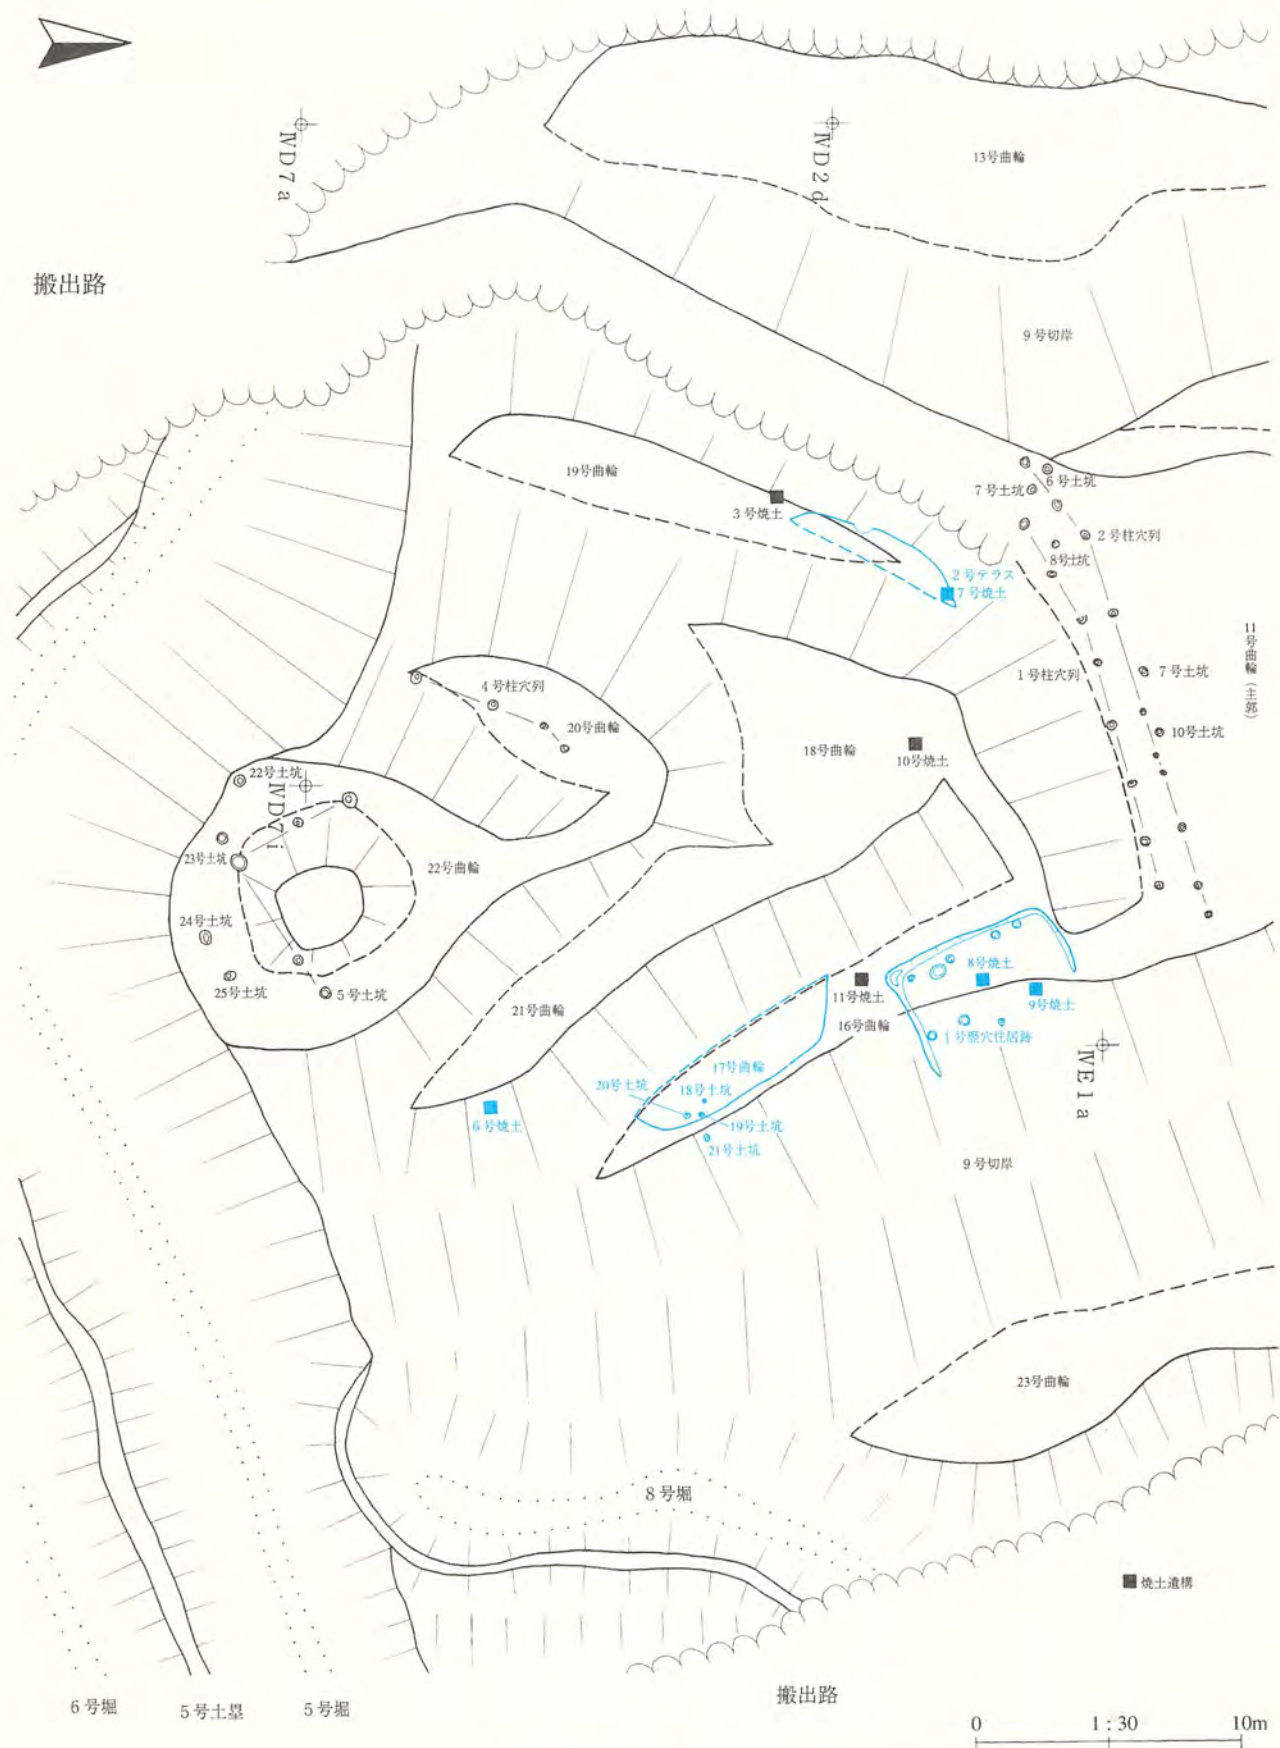 ⅣD7a
ⅣD2d
13号曲輪
搬出路
9号切岸
19号曲輪
3号焼土
7号土坑
6号土坑
2号柱穴列
8号土坑
2号テラス
7号焼土
11号曲輪(主郭)
1号柱穴列
7号土坑
4号柱穴列
20号曲輪
18号曲輪
10号焼土
10号土坑
22号土坑
ⅣD7i
23号土坑
22号曲輪
24号土坑
25号土坑
5号土坑
21号曲輪
11号焼土
8号焼土
9号焼土
16号曲輪
1号竪穴住居跡
17号曲輪
20号土坑
18号土坑
6号焼土
19号土坑
21号土坑
ⅣE1a
9号切岸
23号曲輪
8号堀
焼土遺構
6号堀
5号土塁
5号堀
搬出路
0 1:30 10m